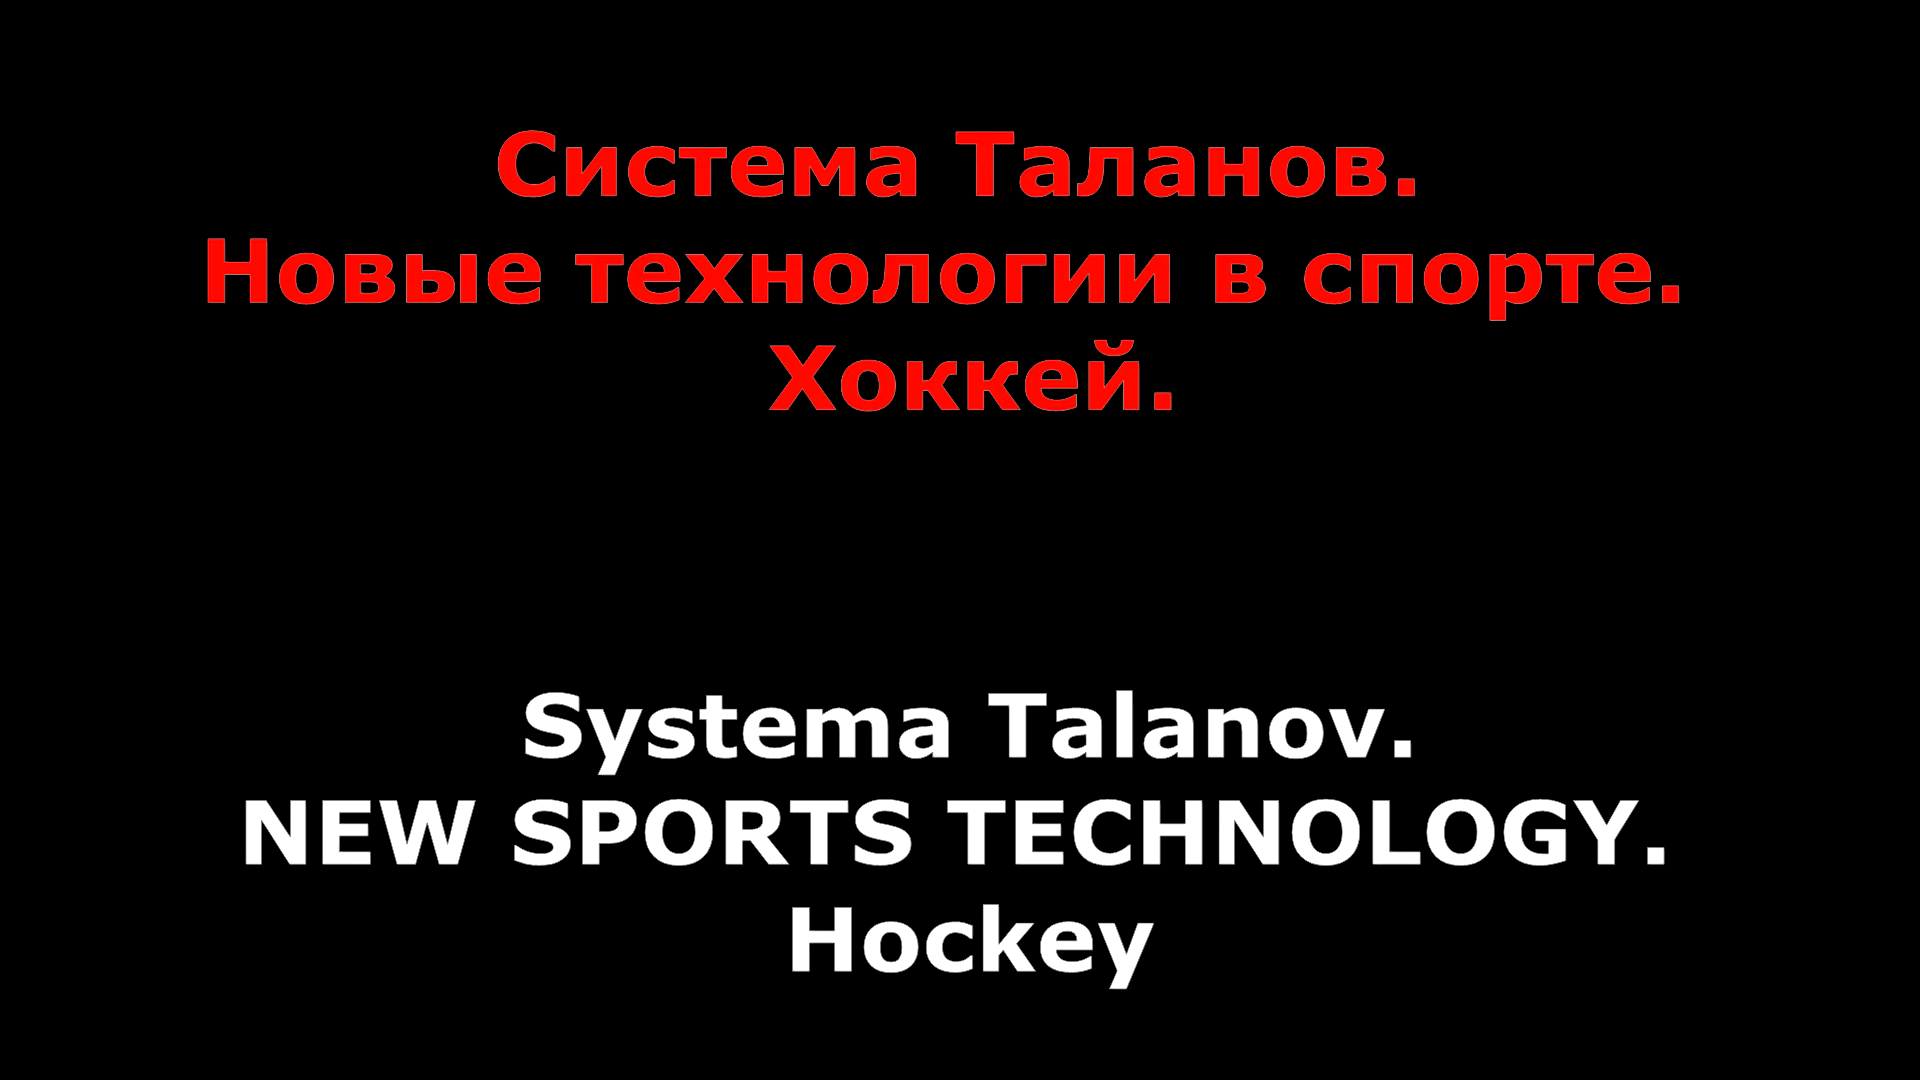 Система Таланов.
Новые технологии в спорте.
Хоккей.
Systema Talanov.
NEW SPORTS TECHNOLOGY.
Hockey